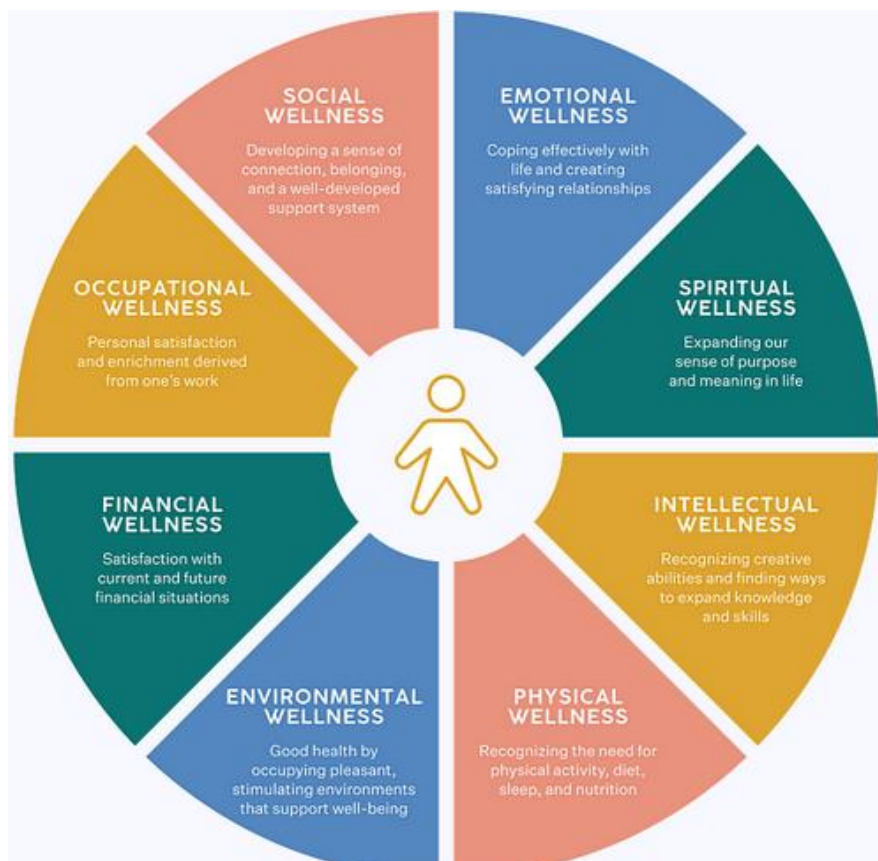 SOCIAL
WELLNESS
Developing a sense of
connection, belonging,
and a well-developed
support system
EMOTIONAL
WELLNESS
Coping effectively with
life and creating
satisfying relationships
OCCUPATIONAL
WELLNESS
Personal satisfaction
and enrichment derived
from one's work
SPIRITUAL
WELLNESS
Expanding our
sense of purpose
and meaning in life
FINANCIAL
WELLNESS
Satisfaction with
current and future
financial situations
INTELLECTUAL
WELLNESS
Recognizing creative
abilities and finding ways
to expand knowledge
and skills
ENVIRONMENTAL
WELLNESS
Good health by
occupying pleasant,
stimulating environments
that support well-being
PHYSICAL
WELLNESS
Recognizing the need for
physical activity, diet,
sleep, and nutrition